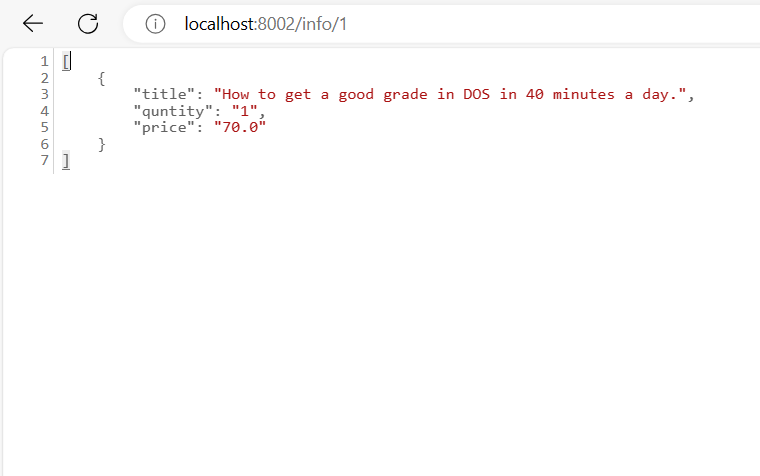 localhost:8002/info/1
1 [
2 {
3 "title": "How to get a good grade in DOS in 40 minutes a day.",
4 "quntity": "1",
5 "price": "70.0"
6 }
7 ]